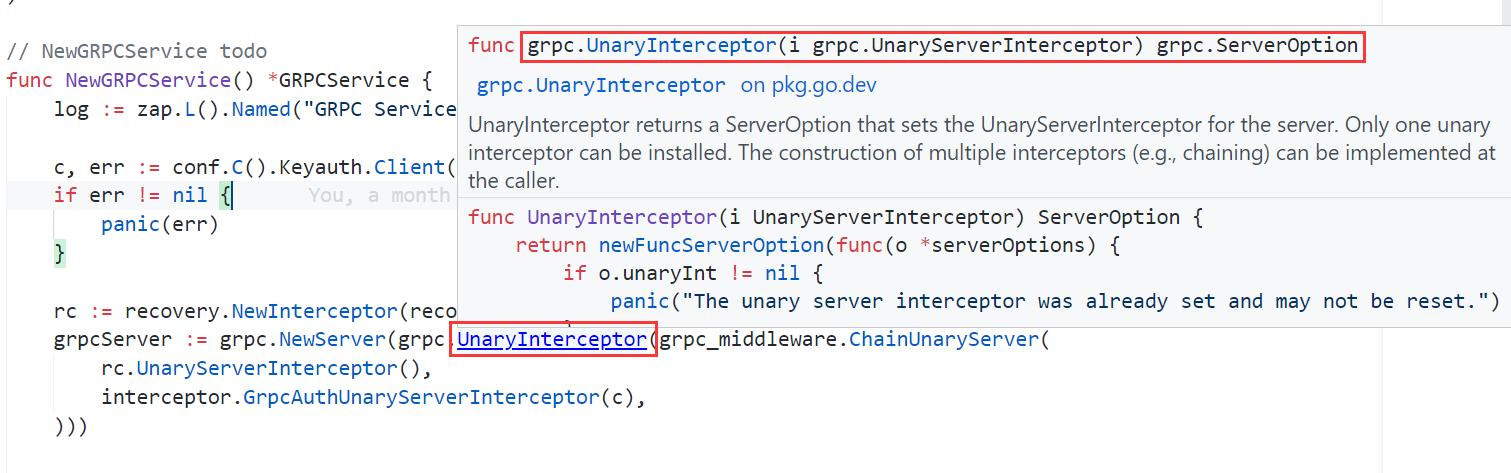 // NewGRPCService todo
func NewGRPCService() *GRPCService {
    log := zap.L().Named("GRPC Service
    c, err := conf.C().Keyauth.Client(
    if err != nil {        You, a month
        panic(err)
    }
    rc := recovery.NewInterceptor(reco
    grpcServer := grpc.NewServer(grpc.UnaryInterceptor(grpc_middleware.ChainUnaryServer(
        rc.UnaryServerInterceptor(),
        interceptor.GrpcAuthUnaryServerInterceptor(c),
    )))
func grpc.UnaryInterceptor(i grpc.UnaryServerInterceptor) grpc.ServerOption
grpc.UnaryInterceptor on pkg.go.dev
UnaryInterceptor returns a ServerOption that sets the UnaryServerInterceptor for the server. Only one unary
interceptor can be installed. The construction of multiple interceptors (e.g., chaining) can be implemented at
the caller.
func UnaryInterceptor(i UnaryServerInterceptor) ServerOption {
    return newFuncServerOption(func(o *serverOptions) {
        if o.unaryInt != nil {
            panic("The unary server interceptor was already set and may not be reset.")